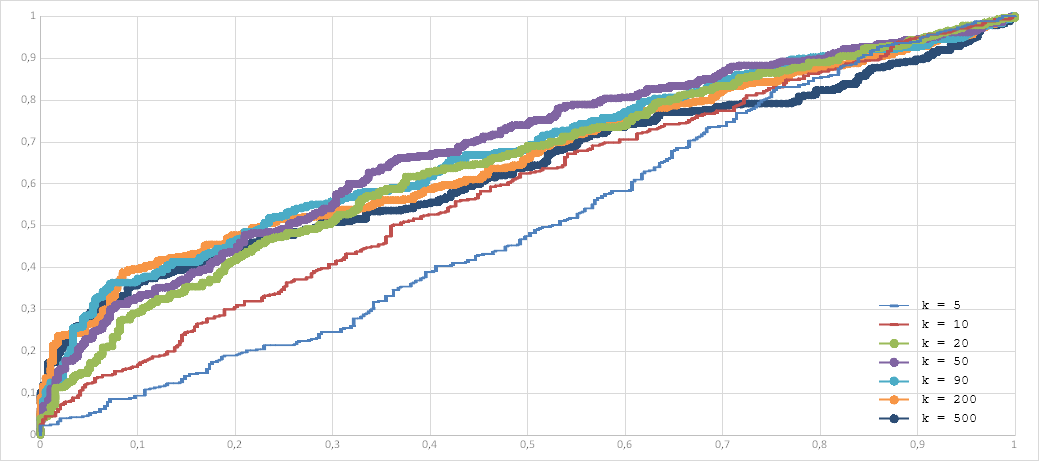 1
0,9
0,8
0,7
0,6
0,5
0,4
0,3
0,2
0,1
0
0 0,1 0,2 0,3 0,4 0,5 0,6 0,7 0,8 0,9 1
k = 5
k = 10
k = 20
k = 50
k = 90
k = 200
k = 500